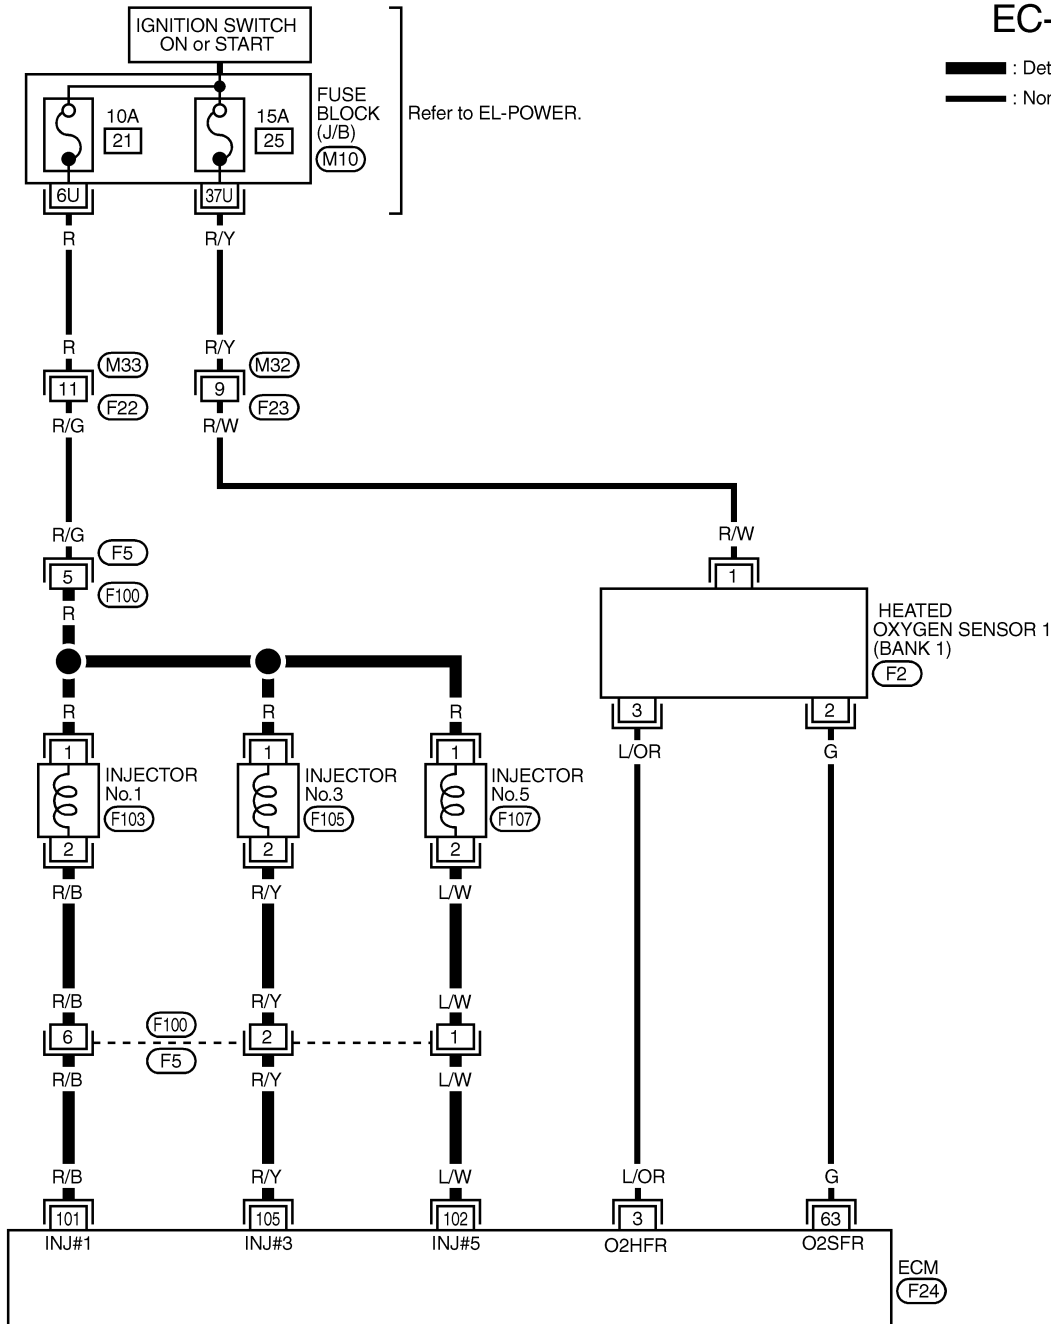 EC-
: Det
: Nor
IGNITION SWITCH
ON or START
10A
21
15A
25
FUSE
BLOCK
(J/B)
M10
Refer to EL-POWER.
6U
37U
R
R/Y
R
R/Y
M33
M32
11
9
F22
F23
R/G
R/W
R/G
R/W
F5
5
1
F100
R
HEATED
OXYGEN SENSOR 1
(BANK 1)
F2
R
R
R
3
2
1
1
1
L/OR
G
INJECTOR
No.1
F103
INJECTOR
No.3
F105
INJECTOR
No.5
F107
2
2
2
R/B
R/Y
L/W
R/B
R/Y
L/W
6
F100
2
1
F5
R/B
R/Y
L/W
R/B
R/Y
L/W
L/OR
G
101
105
102
3
63
INJ#1
INJ#3
INJ#5
O2HFR
O2SFR
ECM
F24